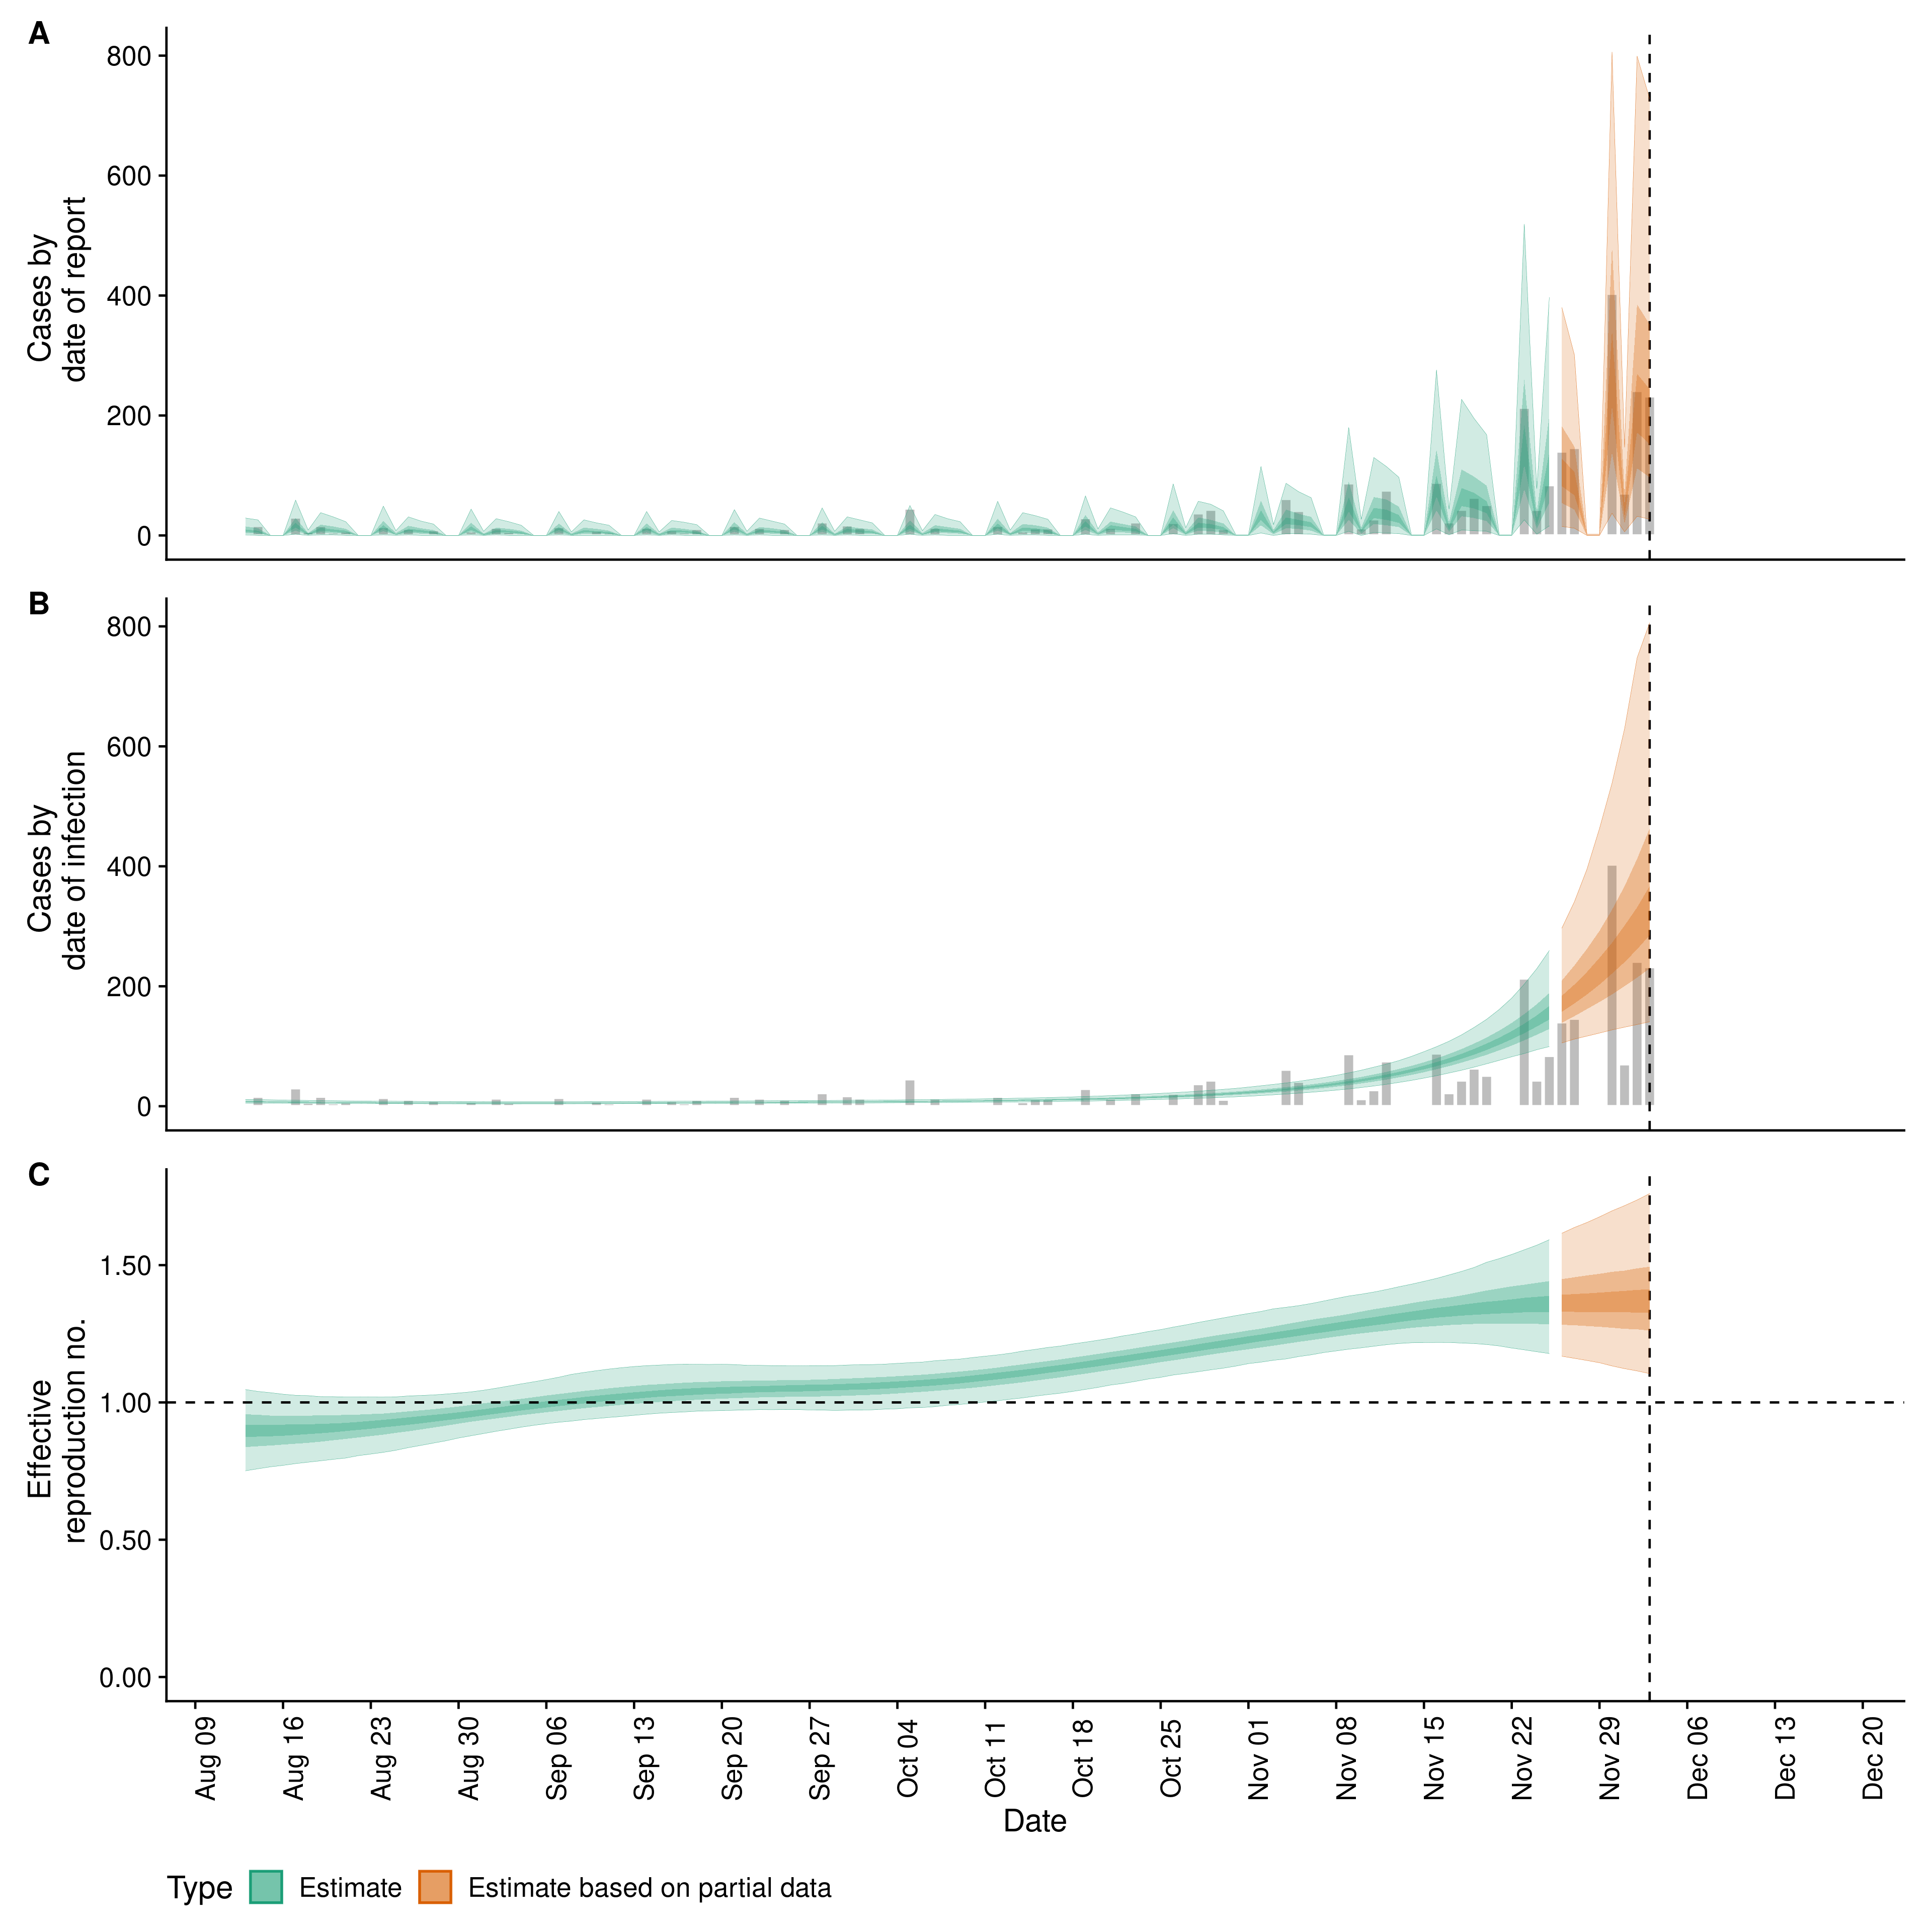 A
800
600
400
200
0
Cases by
date of report
B
800
600
400
200
0
Cases by
date of infection
C
1.50
1.00
0.50
0.00
Effective
reproduction no.
Aug 09
Aug 16
Aug 23
Aug 30
Sep 06
Sep 13
Sep 20
Sep 27
Oct 04
Oct 11
Oct 18
Oct 25
Nov 01
Nov 08
Nov 15
Nov 22
Nov 29
Dec 06
Dec 13
Dec 20
Date
Type Estimate Estimate based on partial data